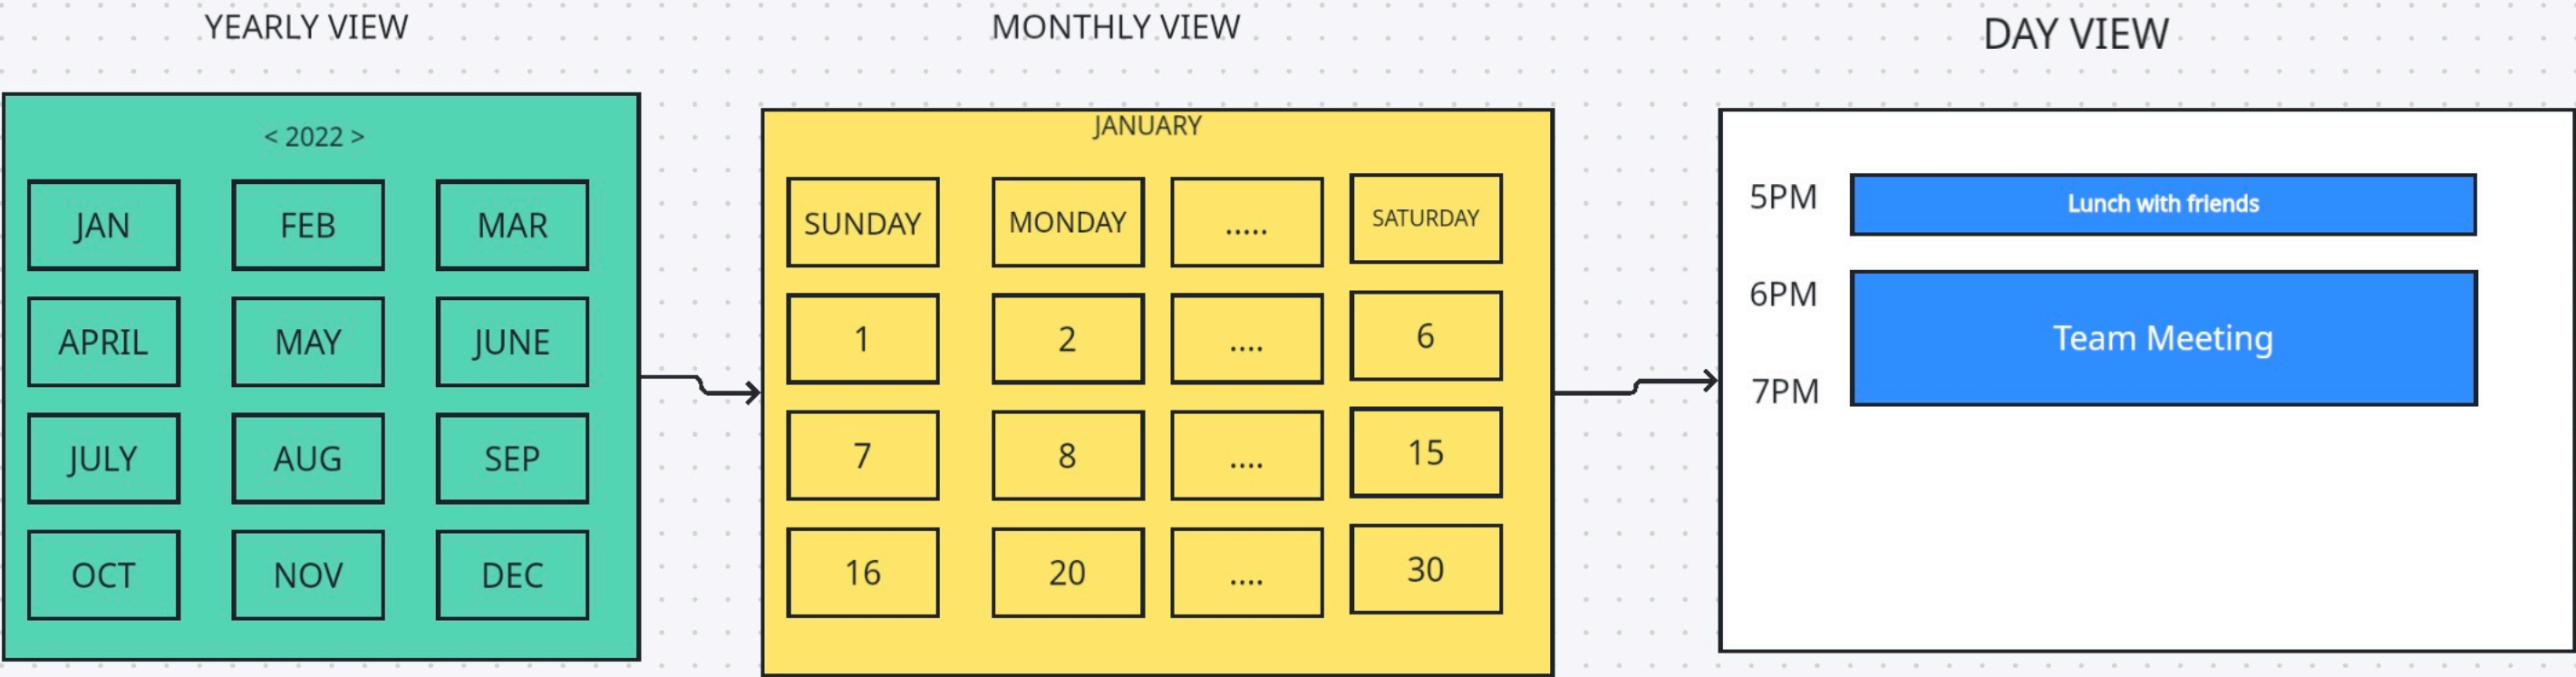 YEARLY VIEW
< 2022 >
JAN FEB MAR
APRIL MAY JUNE
JULY AUG SEP
OCT NOV DEC
MONTHLY VIEW
JANUARY
SUNDAY MONDAY ..... SATURDAY
1 2 .... 6
7 8 .... 15
16 20 .... 30
DAY VIEW
5PM Lunch with friends
6PM
Team Meeting
7PM